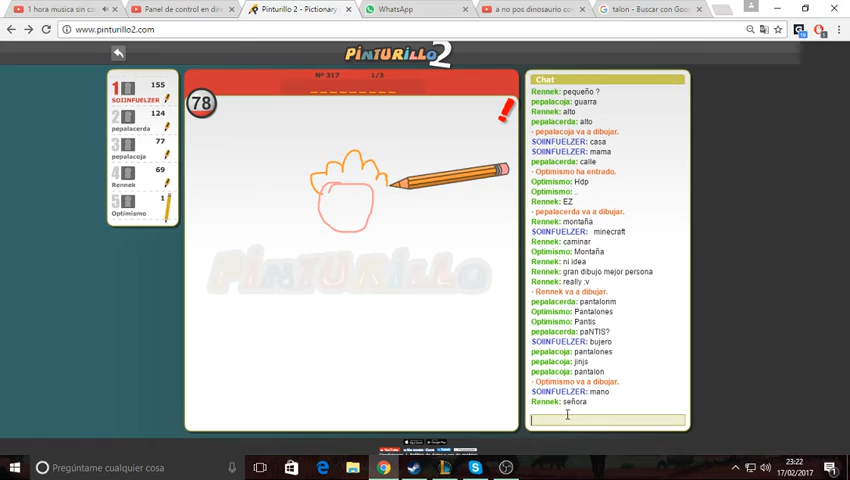 1 hora musica sin c
Panel de control en dire
Pinturillo 2 - Pictionary
WhatsApp
a no pos dinosaurio co
talon - Buscar con Goo
www.pinturillo2.com
PINTURILLO 2
Nº 317 1/3
78
!
1 155
SOIINFUELZER
2 124
pepalacerda
3 77
pepalacoja
4 69
Rennek
5 1
Optimismo
PINTURILLO
Chat
Rennek: pequeño ?
pepalacoja: guarra
Rennek: alto
pepalacerda: alto
· pepalacoja va a dibujar.
SOIINFUELZER: casa
SOIINFUELZER: mama
pepalacerda: calle
· Optimismo ha entrado.
Optimismo: Hdp
Optimismo: ..
Rennek: EZ
· pepalacerda va a dibujar.
Rennek: montaña
SOIINFUELZER: minecraft
Rennek: caminar
Optimismo: Montaña
Rennek: ni idea
Rennek: gran dibujo mejor persona
Rennek: really :v
· Rennek va a dibujar.
pepalacerda: pantalonm
Optimismo: Pantalones
Optimismo: Pantis
pepalacerda: paNTIS?
SOIINFUELZER: bujero
pepalacoja: pantalones
pepalacoja: jinjs
pepalacoja: pantalon
· Optimismo va a dibujar.
SOIINFUELZER: mano
Rennek: señora
Pregúntame cualquier cosa
23:22
17/02/2017